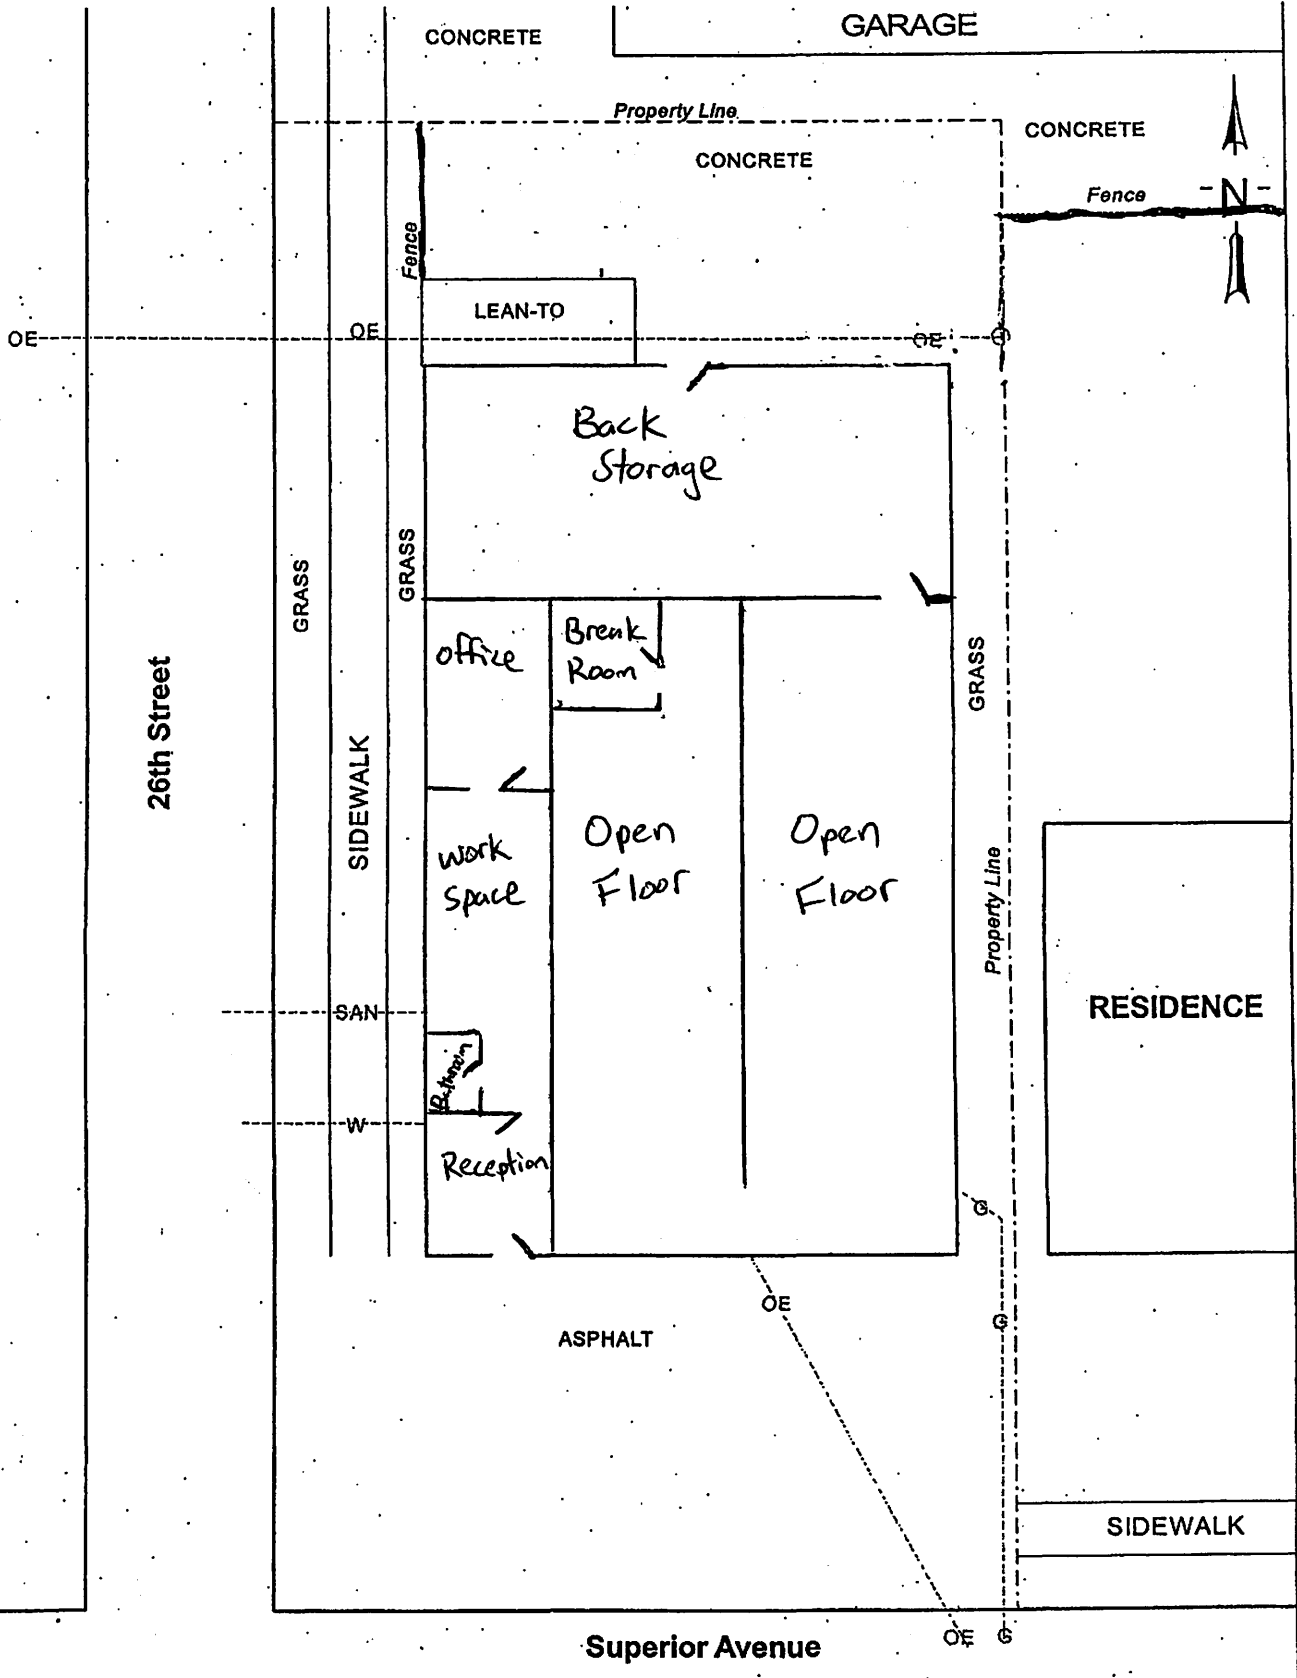 GARAGE
CONCRETE
Property Line
CONCRETE
CONCRETE
Fence
N
Fence
LEAN-TO
OE
OE
OE
Back
Storage
GRASS
GRASS
office
Break
Room
GRASS
26th Street
SIDEWALK
work
space
Open
Floor
Open
Floor
Property Line
RESIDENCE
SAN
Bathroom
W
Reception
G
OE
G
ASPHALT
SIDEWALK
Superior Avenue
OE
G